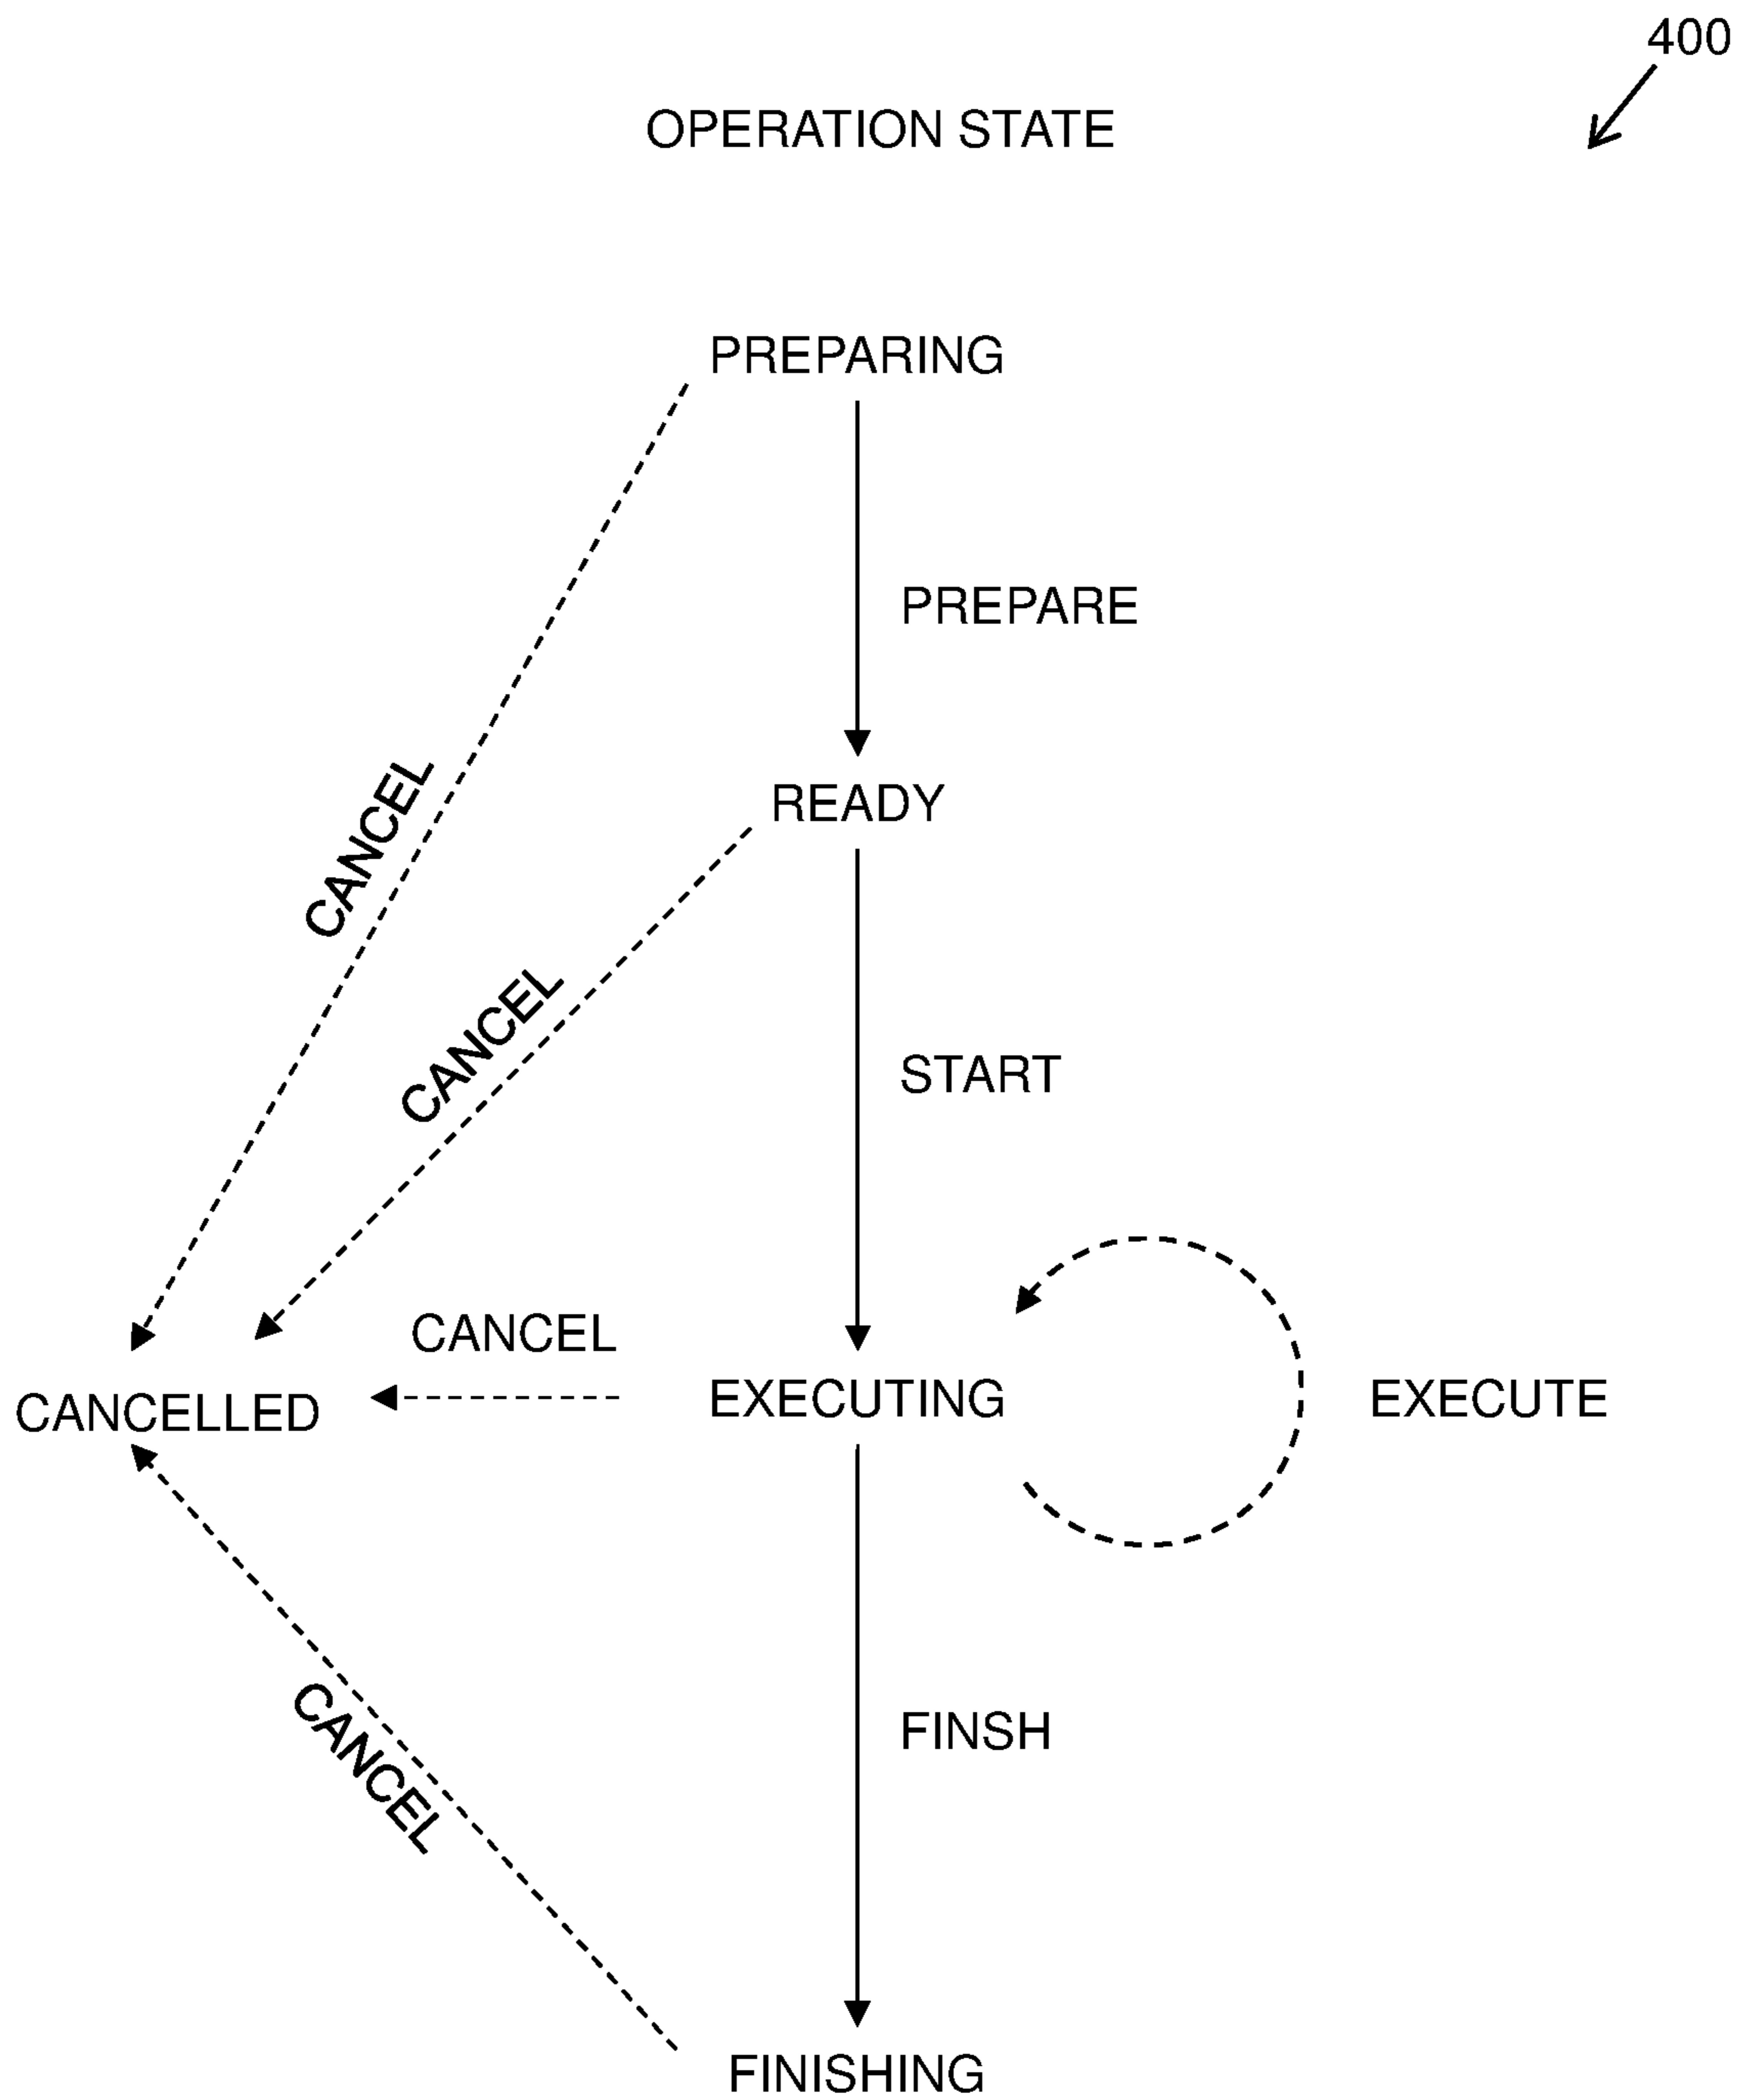 400
OPERATION STATE
PREPARING
PREPARE
CANCEL
READY
CANCEL
START
CANCEL
CANCELLED
EXECUTING
EXECUTE
CANCEL
FINSH
FINISHING